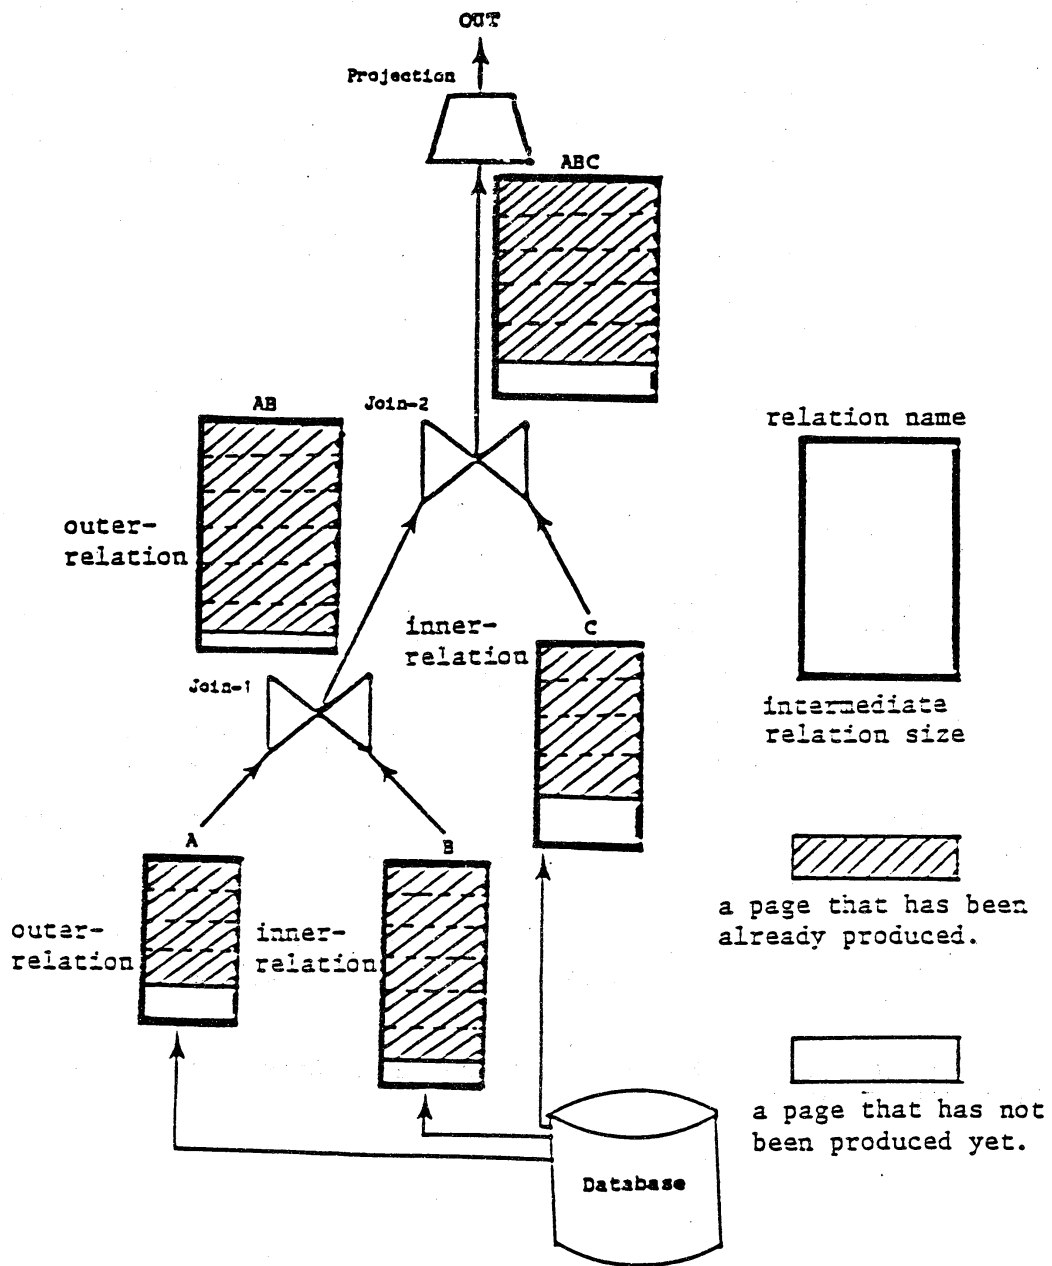 OUT
Projection
ABC
AB
Join-2
relation name
outer-
relation
inner-
relation
C
Join-1
intermediate
relation size
A
B
outer-
relation
inner-
relation
a page that has been
already produced.
a page that has not
been produced yet.
Database